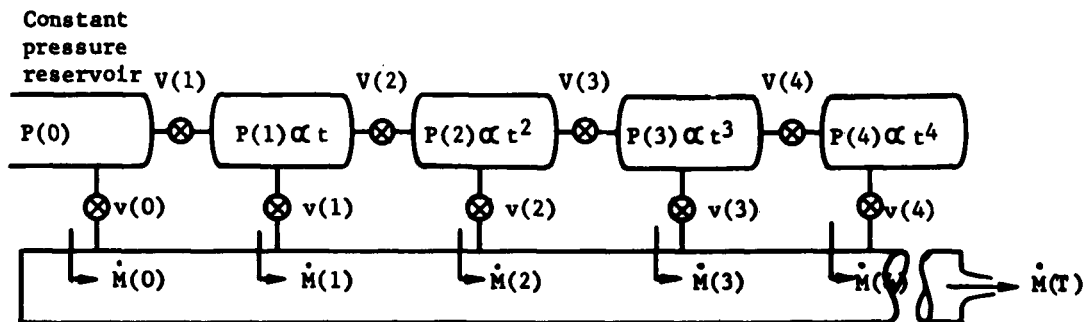 Constant
pressure
reservoir
V(1) V(2) V(3) V(4)
P(0) P(1)∝t P(2)∝t² P(3)∝t³ P(4)∝t⁴
v(0) v(1) v(2) v(3) v(4)
Ṁ(0) Ṁ(1) Ṁ(2) Ṁ(3) Ṁ( Ṁ(T)